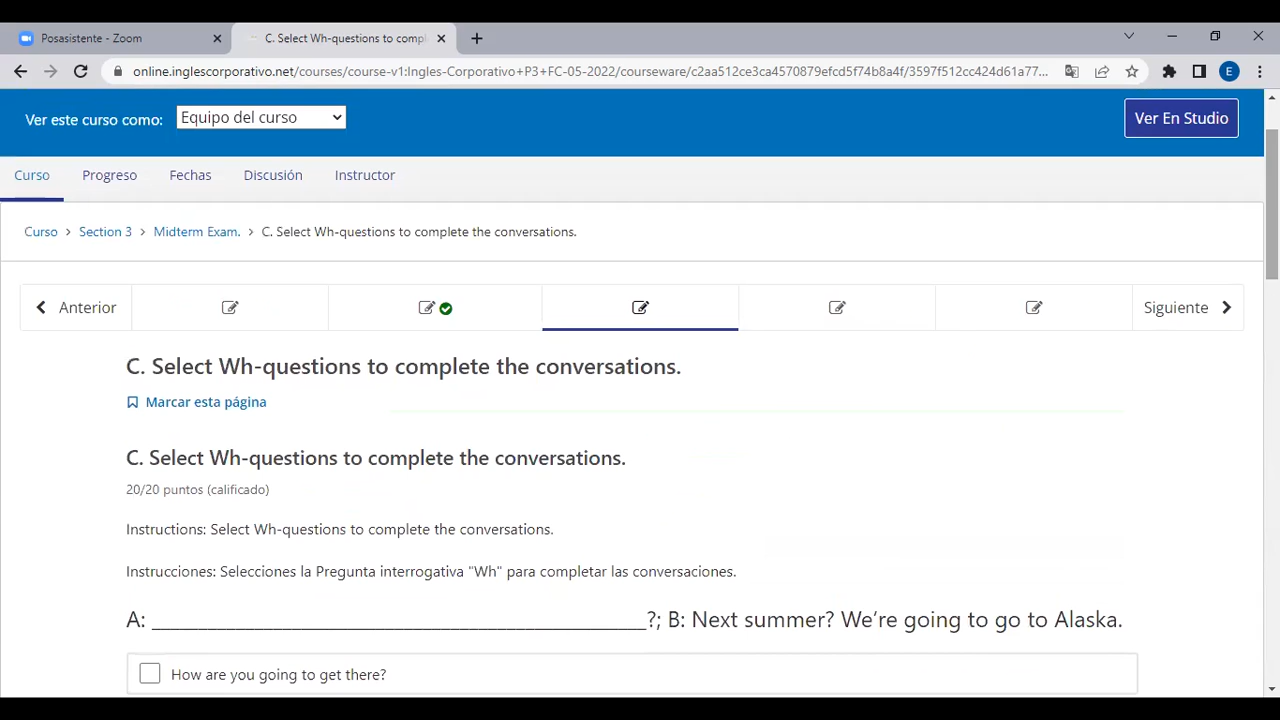 Posasistente - Zoom
C. Select Wh-questions to comp
online.inglescorporativo.net/courses/course-v1:Ingles-Corporativo+P3+FC-05-2022/courseware/c2aa512ce3ca4570879efcd5f74b8a4f/3597f512cc424d61a77...
E
Ver este curso como:
Equipo del curso
Ver En Studio
Curso
Progreso
Fechas
Discusión
Instructor
Curso > Section 3 > Midterm Exam. > C. Select Wh-questions to complete the conversations.
Anterior
Siguiente
C. Select Wh-questions to complete the conversations.
Marcar esta página
C. Select Wh-questions to complete the conversations.
20/20 puntos (calificado)
Instructions: Select Wh-questions to complete the conversations.
Instrucciones: Selecciones la Pregunta interrogativa "Wh" para completar las conversaciones.
A: ______________________________________________?; B: Next summer? We’re going to go to Alaska.
How are you going to get there?